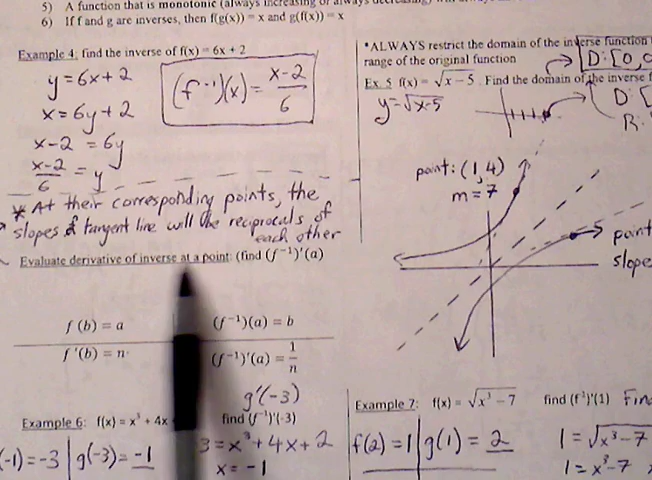 5) A function that is monotonic (always increasing or always decreasing) will
6) If f and g are inverses, then f(g(x)) = x and g(f(x)) = x
Example 4: find the inverse of f(x) = 6x + 2
y = 6x + 2
x = 6y + 2
x - 2 = 6y
x-2/6 = y
(f⁻¹)(x) = x-2/6
* At their corresponding points, the
slopes of tangent line will be reciprocals of
each other
Evaluate derivative of inverse at a point: (find (f⁻¹)'(a)
f (b) = a
(f⁻¹)(a) = b
f '(b) = n
(f⁻¹)'(a) = 1/n
g'(-3)
Example 6: f(x) = x³ + 4x
find (f⁻¹)'(-3)
(-1) = -3 | g(-3) = -1
3 = x³ + 4x + 2
x = -1
*ALWAYS restrict the domain of the inverse function
range of the original function
D: [0,
Ex. 5 f(x) = √x - 5. Find the domain of the inverse
y = √x-5
D: [
R:
point: (1,4)
m = 7
point
slope
Example 7: f(x) = √x³ - 7
find (f⁻¹)'(1)
f(2) = 1 | g(1) = 2
1 = √x³-7
1 = x³-7